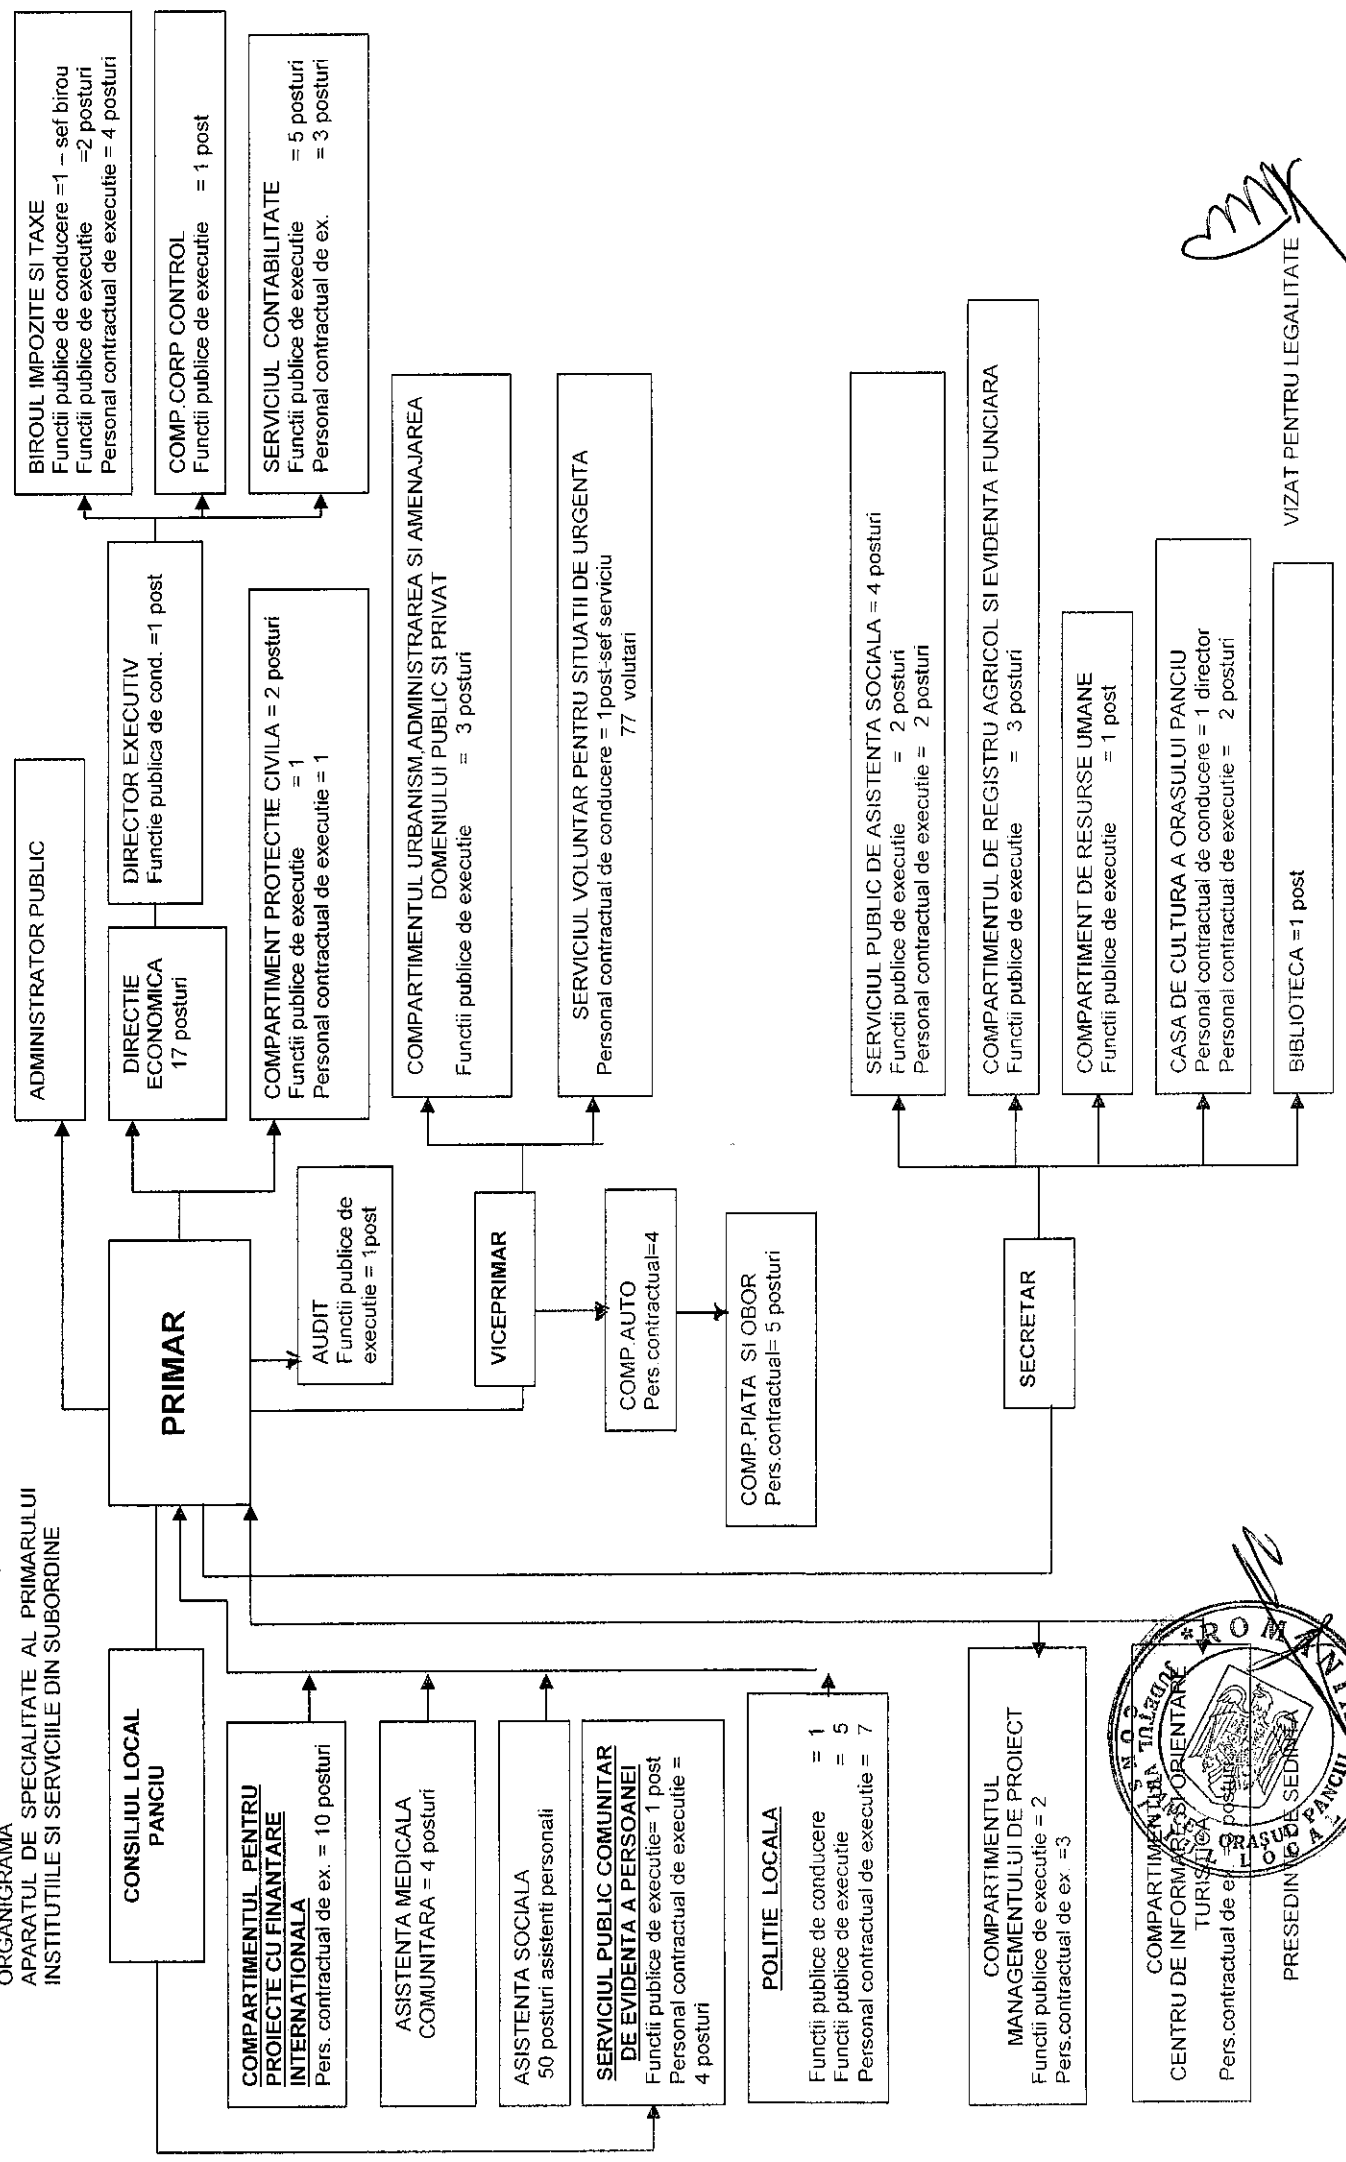 ORGANIGRAMA
APARATUL DE SPECIALITATE AL PRIMARULUI
INSTITUTIILE SI SERVICIILE DIN SUBORDINE
CONSILIUL LOCAL
PANCIU
PRIMAR
ADMINISTRATOR PUBLIC
DIRECTIE
ECONOMICA
17 posturi
DIRECTOR EXECUTIV
Functie publica de cond. =1 post
BIROUL IMPOZITE SI TAXE
Functii publice de conducere =1 – sef birou
Functii publice de executie =2 posturi
Personal contractual de executie = 4 posturi
COMP.CORP CONTROL
Functii publice de executie = 1 post
SERVICIUL CONTABILITATE
Functii publice de executie = 5 posturi
Personal contractual de ex. = 3 posturi
COMPARTIMENT PROTECTIE CIVILA = 2 posturi
Functii publice de executie = 1
Personal contractual de executie = 1
AUDIT
Functii publice de
executie = 1post
COMPARTIMENTUL PENTRU
PROIECTE CU FINANTARE
INTERNATIONALA
Pers. contractual de ex. = 10 posturi
ASISTENTA MEDICALA
COMUNITARA = 4 posturi
ASISTENTA SOCIALA
50 posturi asistenti personali
SERVICIUL PUBLIC COMUNITAR
DE EVIDENTA A PERSOANEI
Functii publice de executie= 1 post
Personal contractual de executie =
4 posturi
POLITIE LOCALA
Functii publice de conducere = 1
Functii publice de executie = 5
Personal contractual de executie = 7
VICEPRIMAR
COMPARTIMENTUL URBANISM,ADMINISTRAREA SI AMENAJAREA
DOMENIULUI PUBLIC SI PRIVAT
Functii publice de executie = 3 posturi
SERVICIUL VOLUNTAR PENTRU SITUATII DE URGENTA
Personal contractual de conducere = 1post-sef serviciu
77 volutari
COMP.AUTO
Pers.contractual=4
COMP.PIATA SI OBOR
Pers.contractual= 5 posturi
SECRETAR
SERVICIUL PUBLIC DE ASISTENTA SOCIALA = 4 posturi
Functii publice de executie = 2 posturi
Personal contractual de executie = 2 posturi
COMPARTIMENTUL DE REGISTRU AGRICOL SI EVIDENTA FUNCIARA
Functii publice de executie = 3 posturi
COMPARTIMENT DE RESURSE UMANE
Functii publice de executie = 1 post
CASA DE CULTURA A ORASULUI PANCIU
Personal contractual de conducere = 1 director
Personal contractual de executie = 2 posturi
BIBLIOTECA =1 post
COMPARTIMENTUL
MANAGEMENTULUI DE PROIECT
Functii publice de executie = 2
Pers.contractual de ex. =3
COMPARTIMENTUL
CENTRU DE INFORMARE SI ORIENTARE
TURISTICA
Pers.contractual de ex posturi
PRESEDINTE DE SEDINTA
VIZAT PENTRU LEGALITATE
*ROMÂNIA
JUDEŢUL
ORAŞUL PANCIU